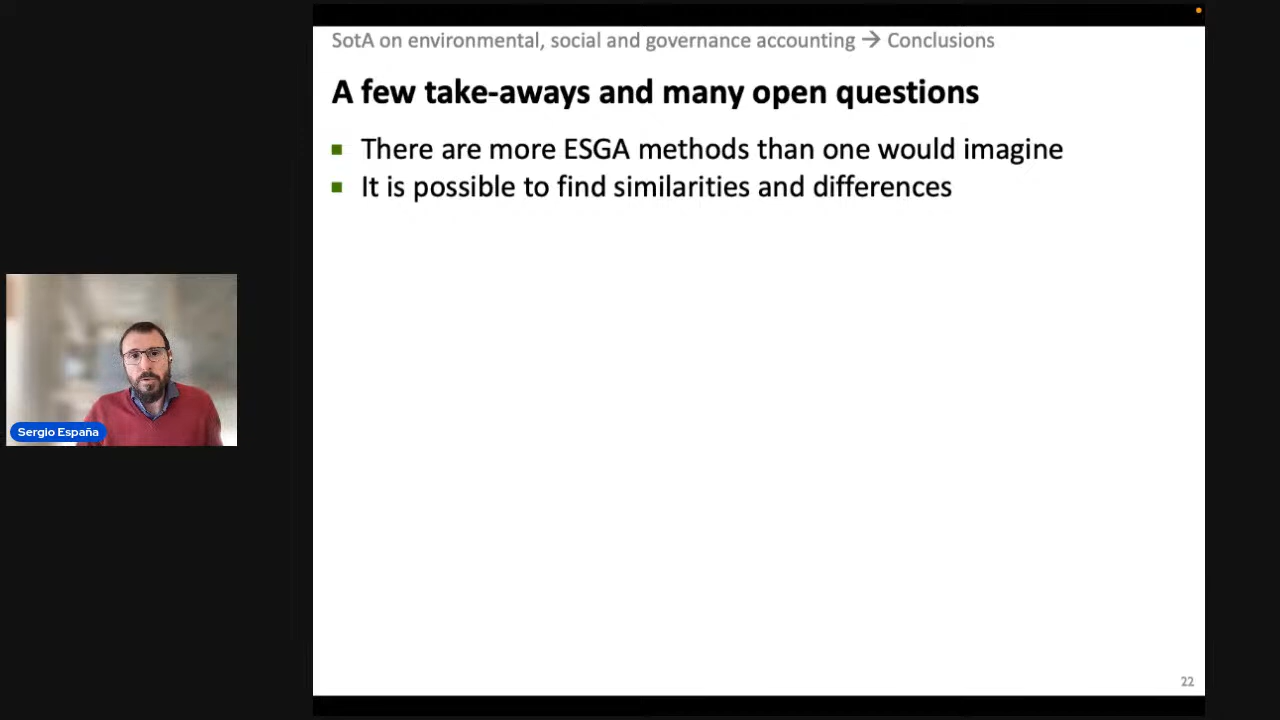 SotA on environmental, social and governance accounting → Conclusions
A few take-aways and many open questions
There are more ESGA methods than one would imagine
It is possible to find similarities and differences
Sergio España
22